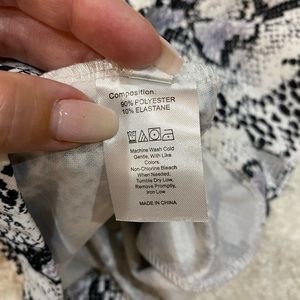 Composition:
90% POLYESTER
10% ELASTANE
Machine Wash Cold
Gentle, With Like
Colors,
Non-Chlorine Bleach
When Needed,
Tumble Dry Low,
Remove Promptly,
Iron Low
MADE IN CHINA